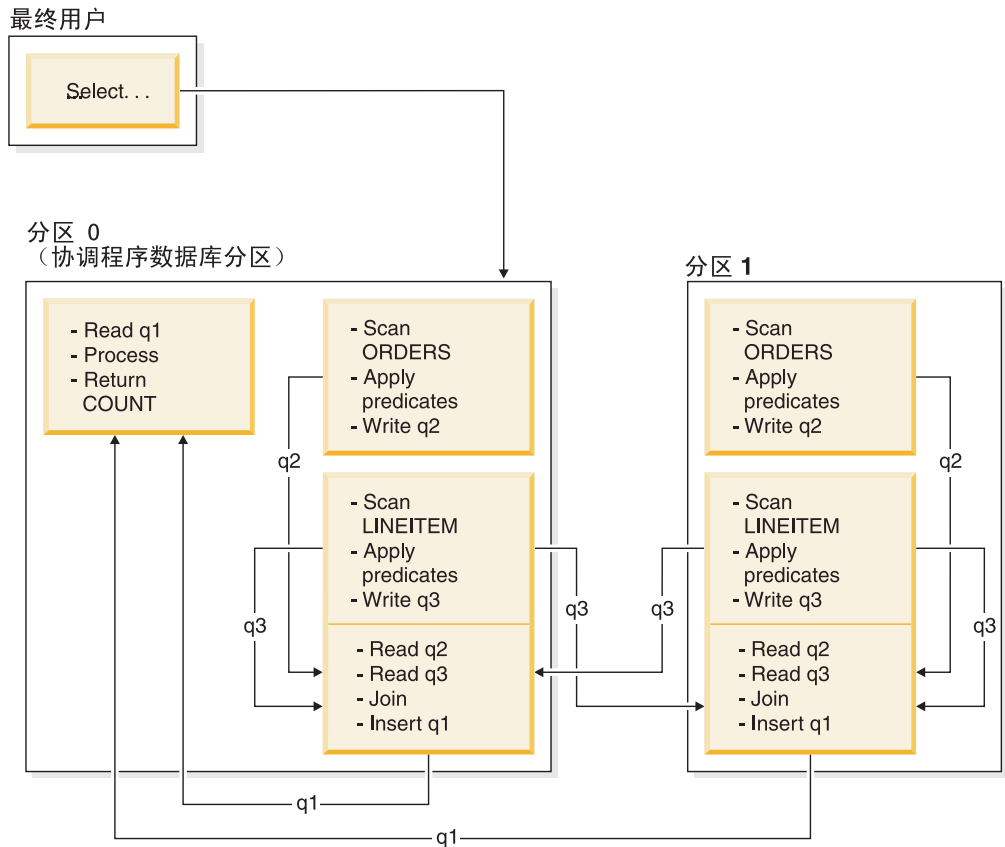 最终用户
Select. . .
分区 0
（协调程序数据库分区）
- Read q1
- Process
- Return
COUNT
- Scan
ORDERS
- Apply
predicates
- Write q2
q2
- Scan
LINEITEM
- Apply
predicates
- Write q3
q3
- Read q2
- Read q3
- Join
- Insert q1
q3
q1
分区 1
- Scan
ORDERS
- Apply
predicates
- Write q2
q2
- Scan
LINEITEM
- Apply
predicates
- Write q3
q3
q3
- Read q2
- Read q3
- Join
- Insert q1
q1